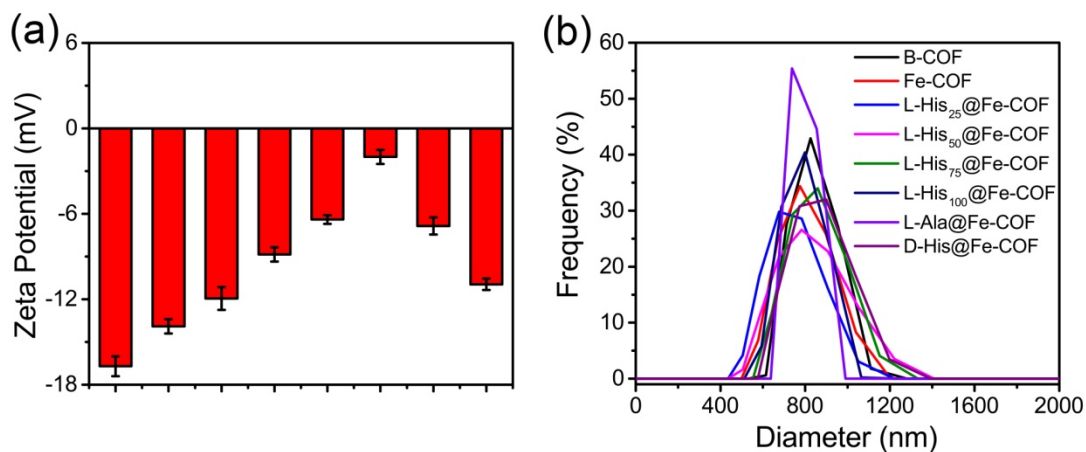 (a)
6
0
-6
-12
-18
Zeta Potential (mV)
(b)
60
50
40
30
20
10
0
Frequency (%)
0 400 800 1200 1600 2000
Diameter (nm)
B-COF
Fe-COF
L-His₂₅@Fe-COF
L-His₅₀@Fe-COF
L-His₇₅@Fe-COF
L-His₁₀₀@Fe-COF
L-Ala@Fe-COF
D-His@Fe-COF